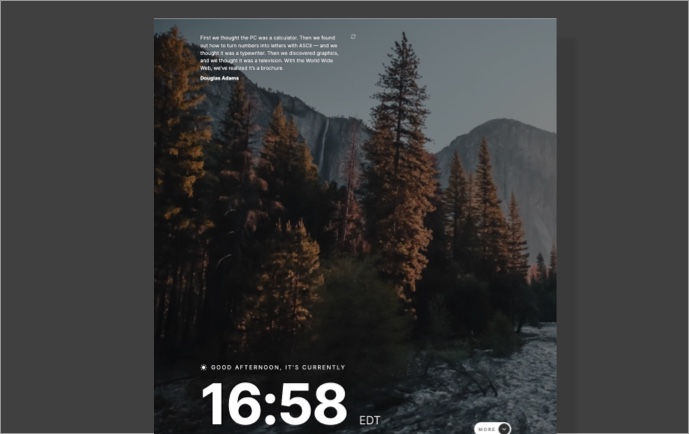 First we thought the PC was a calculator. Then we found
out how to turn numbers into letters with ASCII — and we
thought it was a typewriter. Then we discovered graphics,
and we thought it was a television. With the World Wide
Web, we've realized it's a brochure.
Douglas Adams
GOOD AFTERNOON, IT'S CURRENTLY
16:58 EDT
MORE